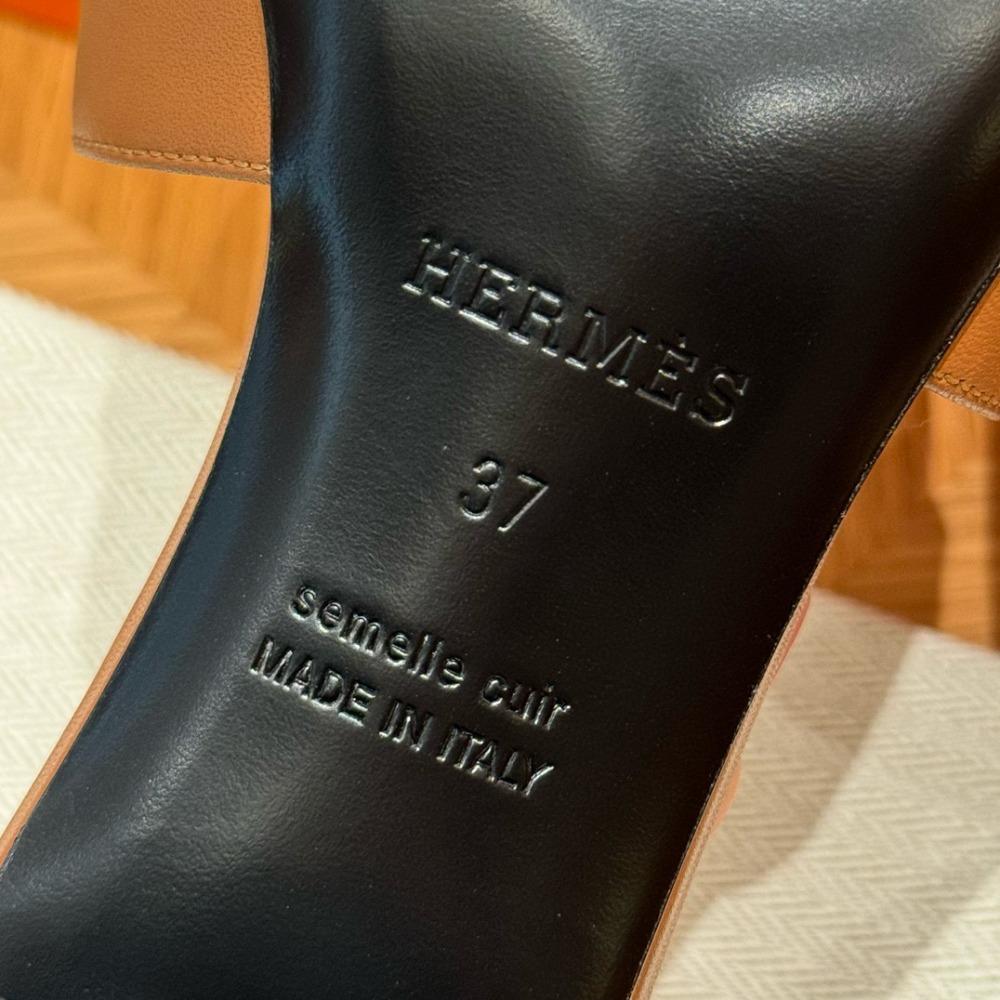 HERMÈS
37
semelle cuir
MADE IN ITALY